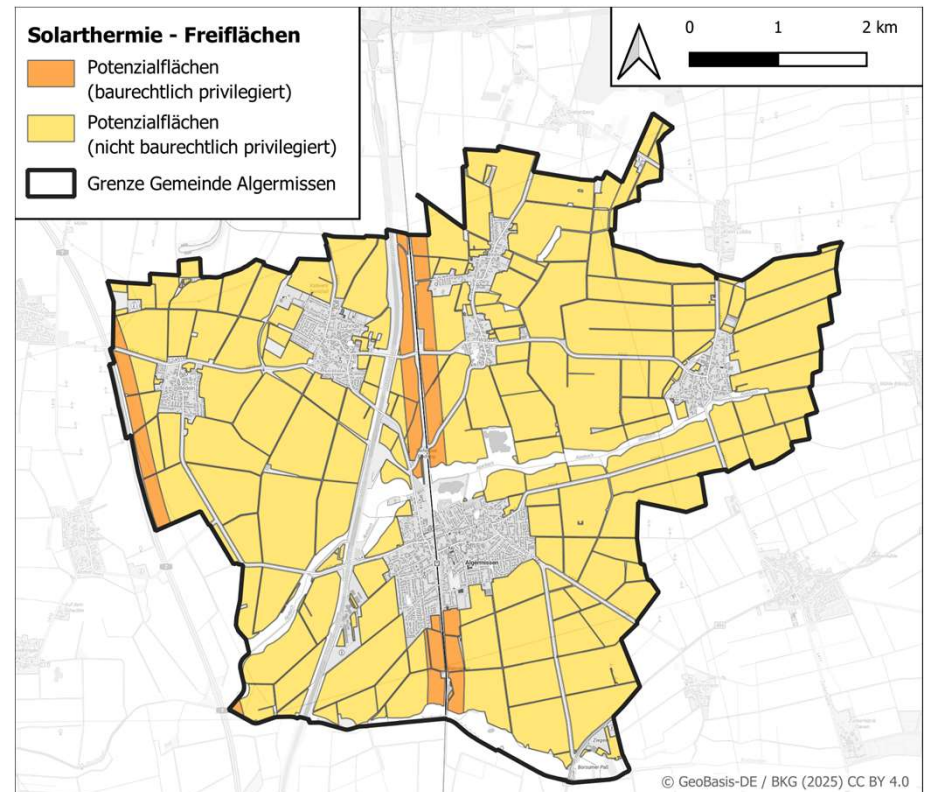 Solarthermie - Freiflächen
Potenzialflächen
(baurechtlich privilegiert)
Potenzialflächen
(nicht baurechtlich privilegiert)
Grenze Gemeinde Algermissen
0 1 2 km
Algermissen
© GeoBasis-DE / BKG (2025) CC BY 4.0